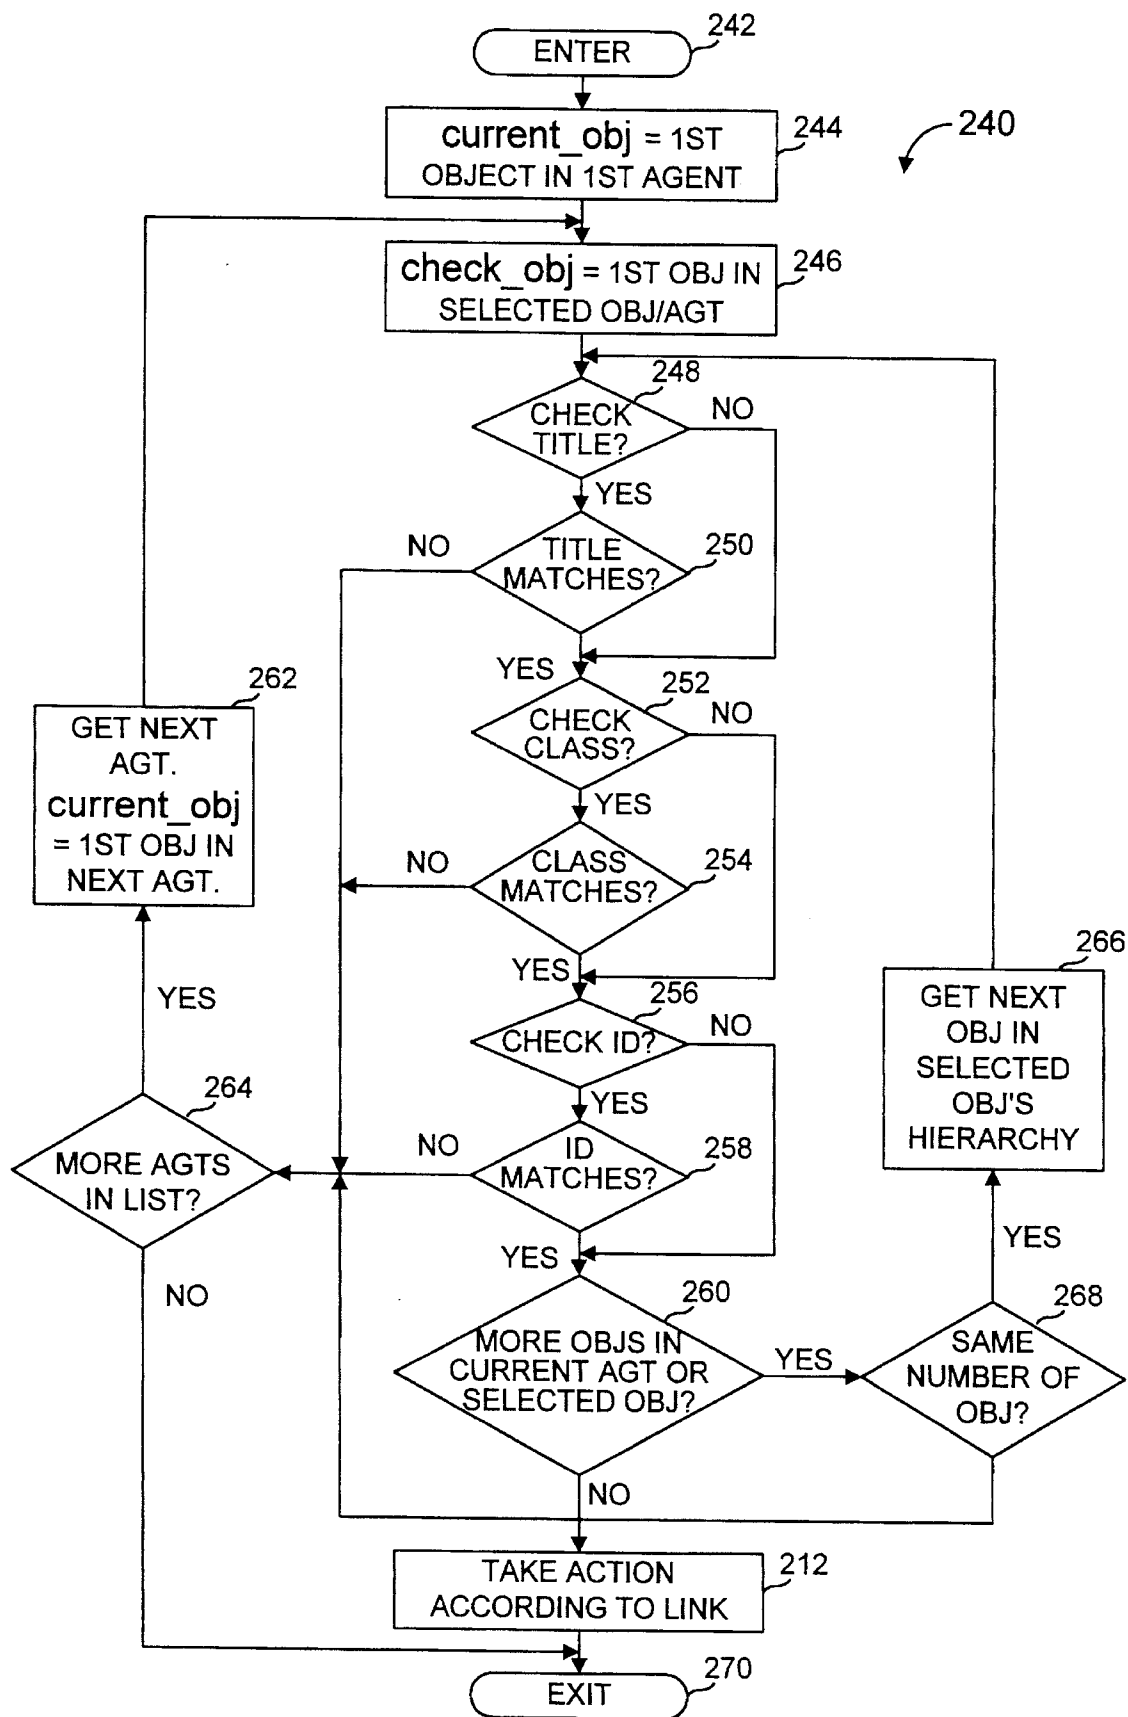 242
ENTER
244
240
current_obj = 1ST
OBJECT IN 1ST AGENT
246
check_obj = 1ST OBJ IN
SELECTED OBJ/AGT
248
CHECK
TITLE?
NO
YES
NO
TITLE
MATCHES?
250
YES
262
GET NEXT
AGT.
current_obj
= 1ST OBJ IN
NEXT AGT.
252
CHECK
CLASS?
NO
YES
NO
CLASS
MATCHES?
254
YES
266
GET NEXT
OBJ IN
SELECTED
OBJ'S
HIERARCHY
YES
256
CHECK ID?
NO
YES
264
MORE AGTS
IN LIST?
NO
ID
MATCHES?
258
YES
YES
NO
260
MORE OBJS IN
CURRENT AGT OR
SELECTED OBJ?
YES
268
SAME
NUMBER OF
OBJ?
NO
212
TAKE ACTION
ACCORDING TO LINK
270
EXIT